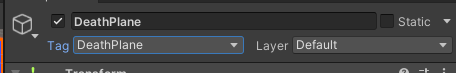 DeathPlane Static
Tag DeathPlane Layer Default
Transform